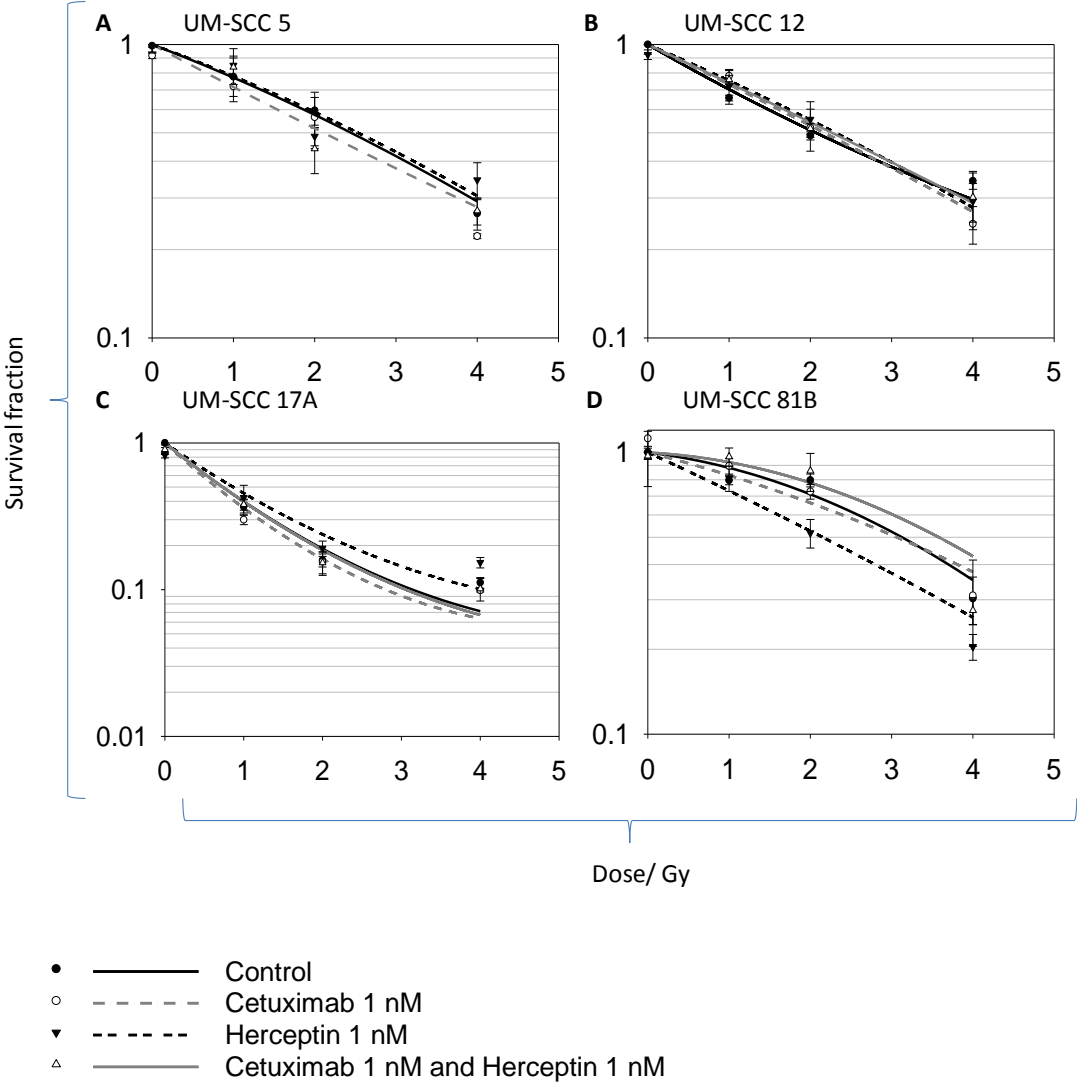 A UM-SCC 5
B UM-SCC 12
1
1
0.1
0.1
0 1 2 3 4 5
0 1 2 3 4 5
C UM-SCC 17A
D UM-SCC 81B
1
1
0.1
0.01
0.1
0 1 2 3 4 5
0 1 2 3 4 5
Survival fraction
Dose/ Gy
Control
Cetuximab 1 nM
Herceptin 1 nM
Cetuximab 1 nM and Herceptin 1 nM